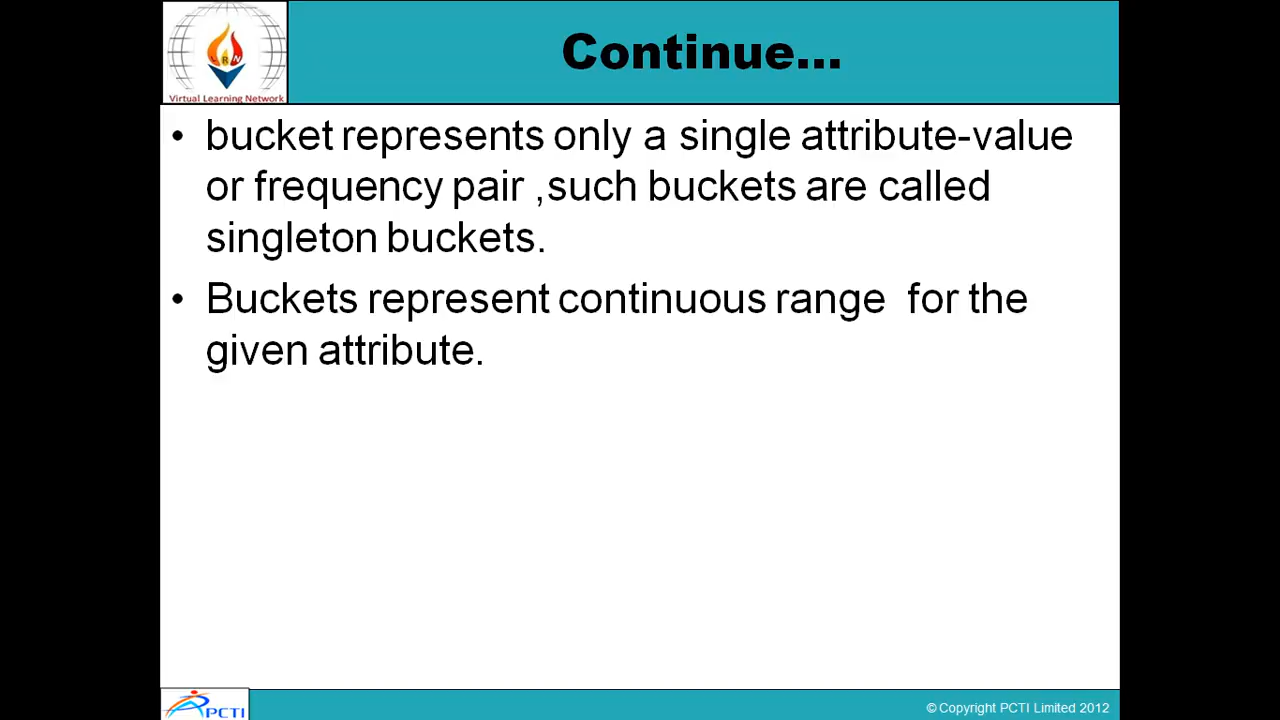 Continue...
Virtual Learning Network
• bucket represents only a single attribute-value
or frequency pair ,such buckets are called
singleton buckets.
• Buckets represent continuous range for the
given attribute.
PCTI
© Copyright PCTI Limited 2012